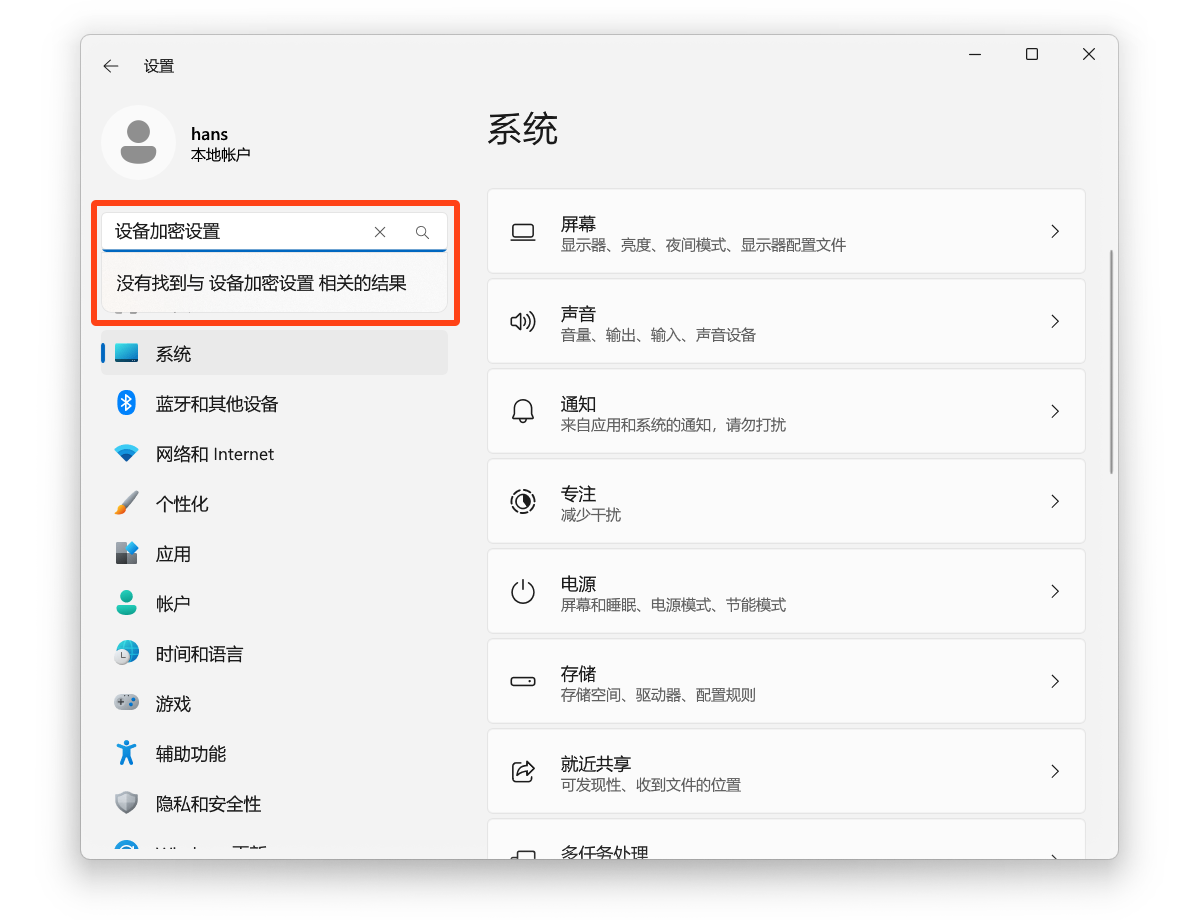 设置
hans
本地帐户
设备加密设置
没有找到与 设备加密设置 相关的结果
系统
蓝牙和其他设备
网络和 Internet
个性化
应用
帐户
时间和语言
游戏
辅助功能
隐私和安全性
系统
屏幕
显示器、亮度、夜间模式、显示器配置文件
声音
音量、输出、输入、声音设备
通知
来自应用和系统的通知，请勿打扰
专注
减少干扰
电源
屏幕和睡眠、电源模式、节能模式
存储
存储空间、驱动器、配置规则
就近共享
可发现性、收到文件的位置
多任务处理